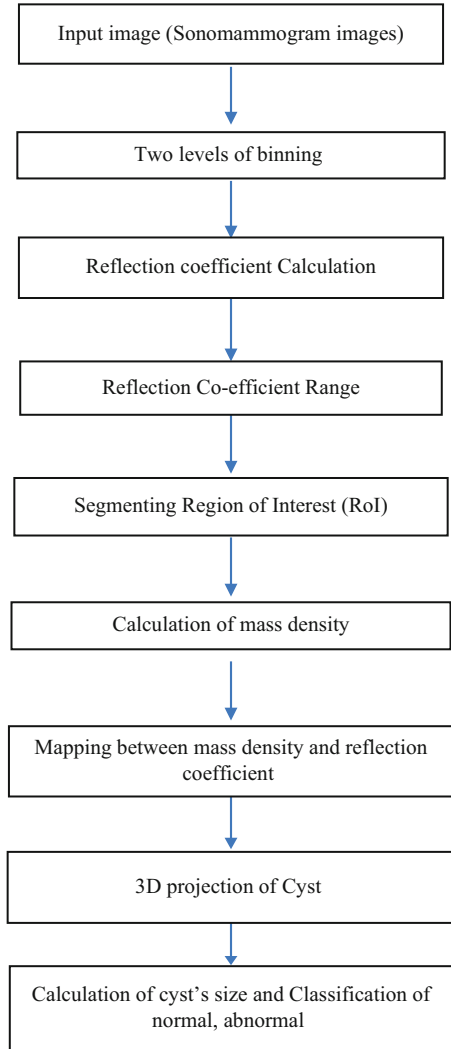 Input image (Sonomammogram images)
Two levels of binning
Reflection coefficient Calculation
Reflection Co-efficient Range
Segmenting Region of Interest (RoI)
Calculation of mass density
Mapping between mass density and reflection
coefficient
3D projection of Cyst
Calculation of cyst's size and Classification of
normal, abnormal